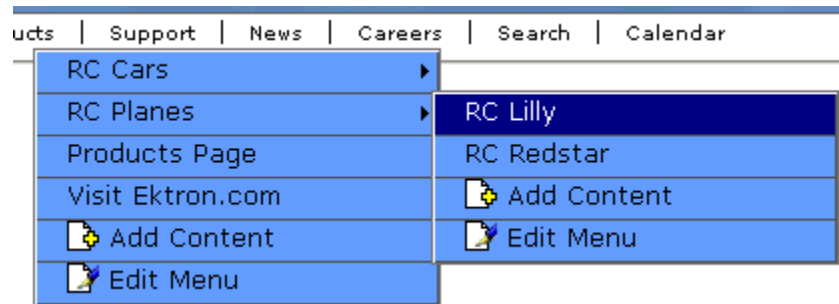 ucts | Support | News | Careers | Search | Calendar
RC Cars
RC Planes
Products Page
Visit Ektron.com
Add Content
Edit Menu
RC Lilly
RC Redstar
Add Content
Edit Menu